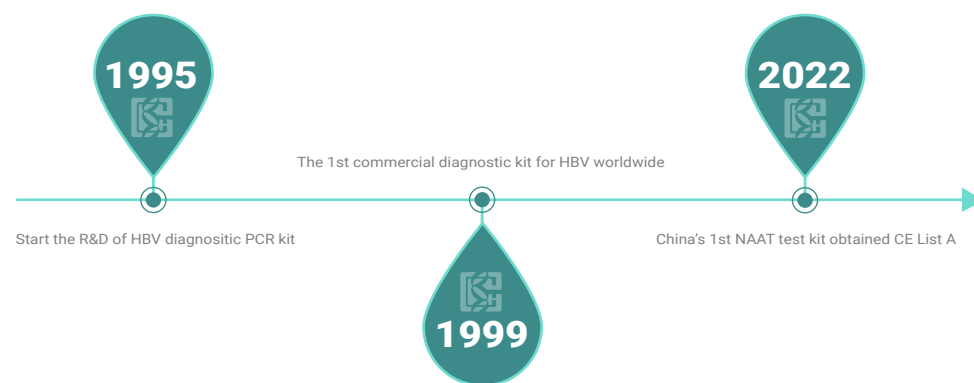 1995
2022
The 1st commercial diagnostic kit for HBV worldwide
Start the R&D of HBV diagnositic PCR kit
China's 1st NAAT test kit obtained CE List A
1999